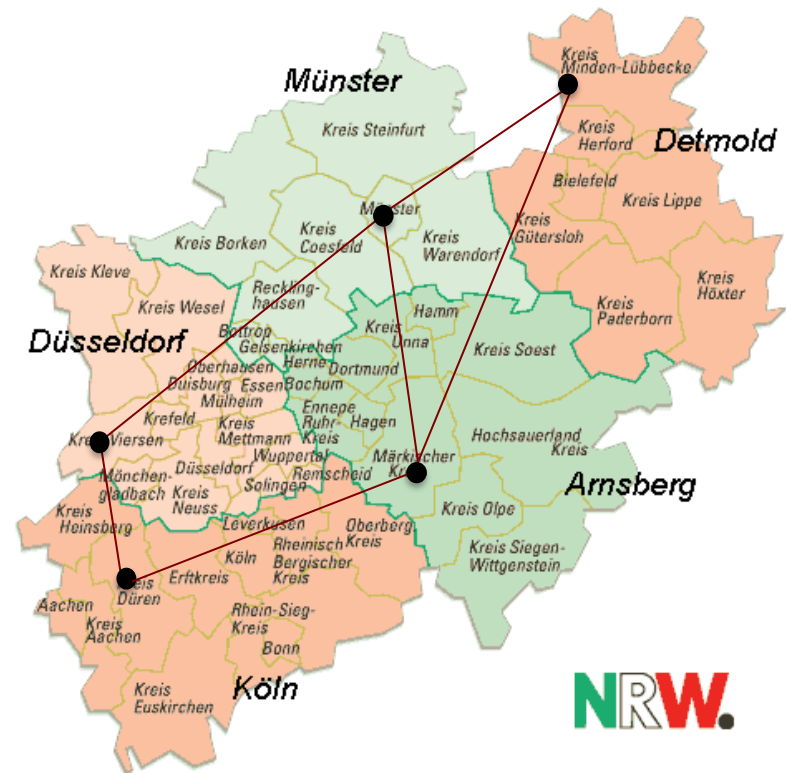 Kreis
Minden-Lübbecke
Münster
Kreis Steinfurt
Kreis
Herford
Detmold
Bielefeld
Kreis Lippe
Münster
Kreis
Coesfeld
Kreis
Gütersloh
Kreis Borken
Kreis
Warendorf
Kreis Kleve
Kreis
Höxter
Reckling-
hausen
Kreis Wesel
Kreis
Paderborn
Hamm
Kreis
Unna
Düsseldorf
Bottrop
Gelsenkirchen
Kreis Soest
Herne
Dortmund
Oberhausen
Duisburg
Essen
Bochum
Mülheim
Ennepe
Ruhr-
Kreis
Krefeld
Hagen
Kreis
Mettmann
Kreis Viersen
Hochsauerland
Kreis
Wuppertal
Märkischer
Kreis
Düsseldorf
Remscheid
Mönchen-
gladbach
Solingen
Arnsberg
Kreis
Neuss
Kreis
Heinsberg
Kreis Olpe
Leverkusen
Oberberg
Kreis
Köln
Rheinisch
Bergischer
Kreis
Kreis Siegen-
Wittgenstein
Erftkreis
Kreis
Düren
Aachen
Kreis
Aachen
Rhein-Sieg-
Kreis
Bonn
Köln
Kreis
Euskirchen
NRW.